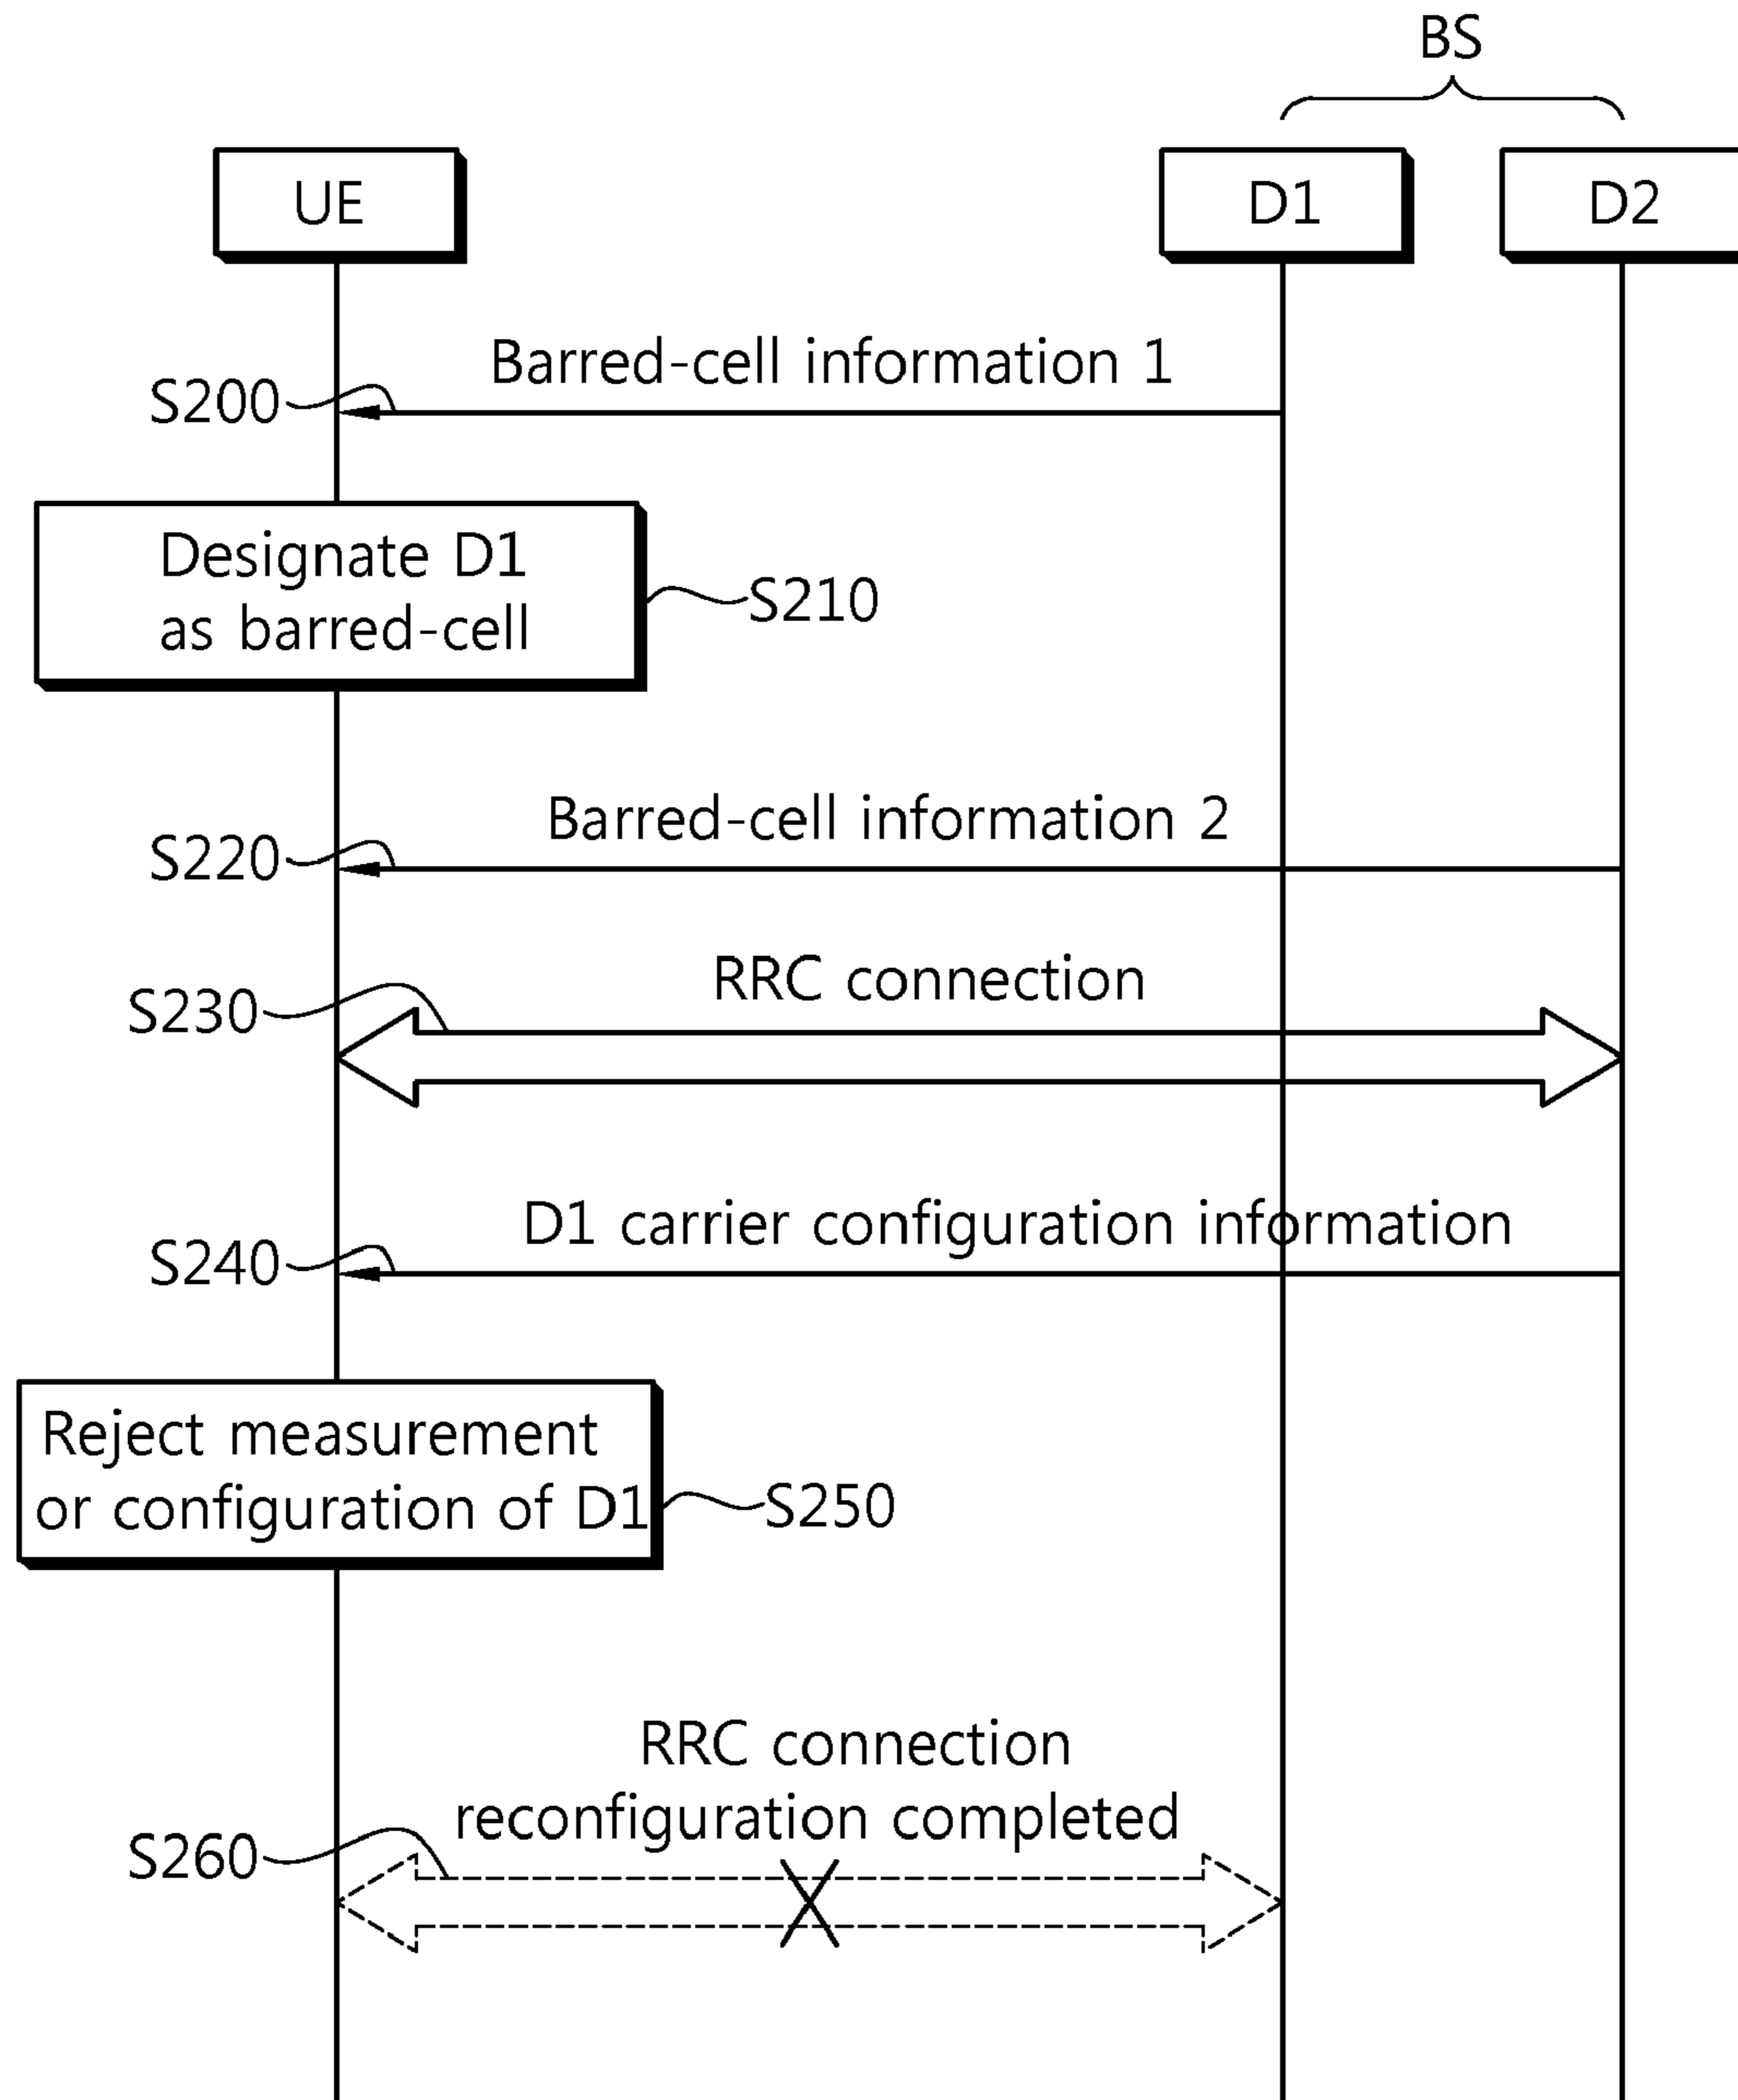 BS
UE
D1
D2
Barred-cell information 1
S200
Designate D1
as barred-cell
S210
Barred-cell information 2
S220
RRC connection
S230
D1 carrier configuration information
S240
Reject measurement
or configuration of D1
S250
RRC connection
reconfiguration completed
S260